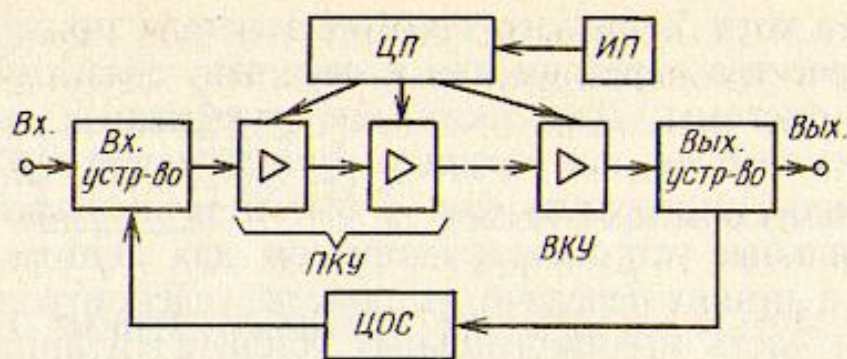 ЦП
ИП
Вх.
Вх.
устр-во
Вых.
устр-во
Вых.
ПКУ
ВКУ
ЦОС